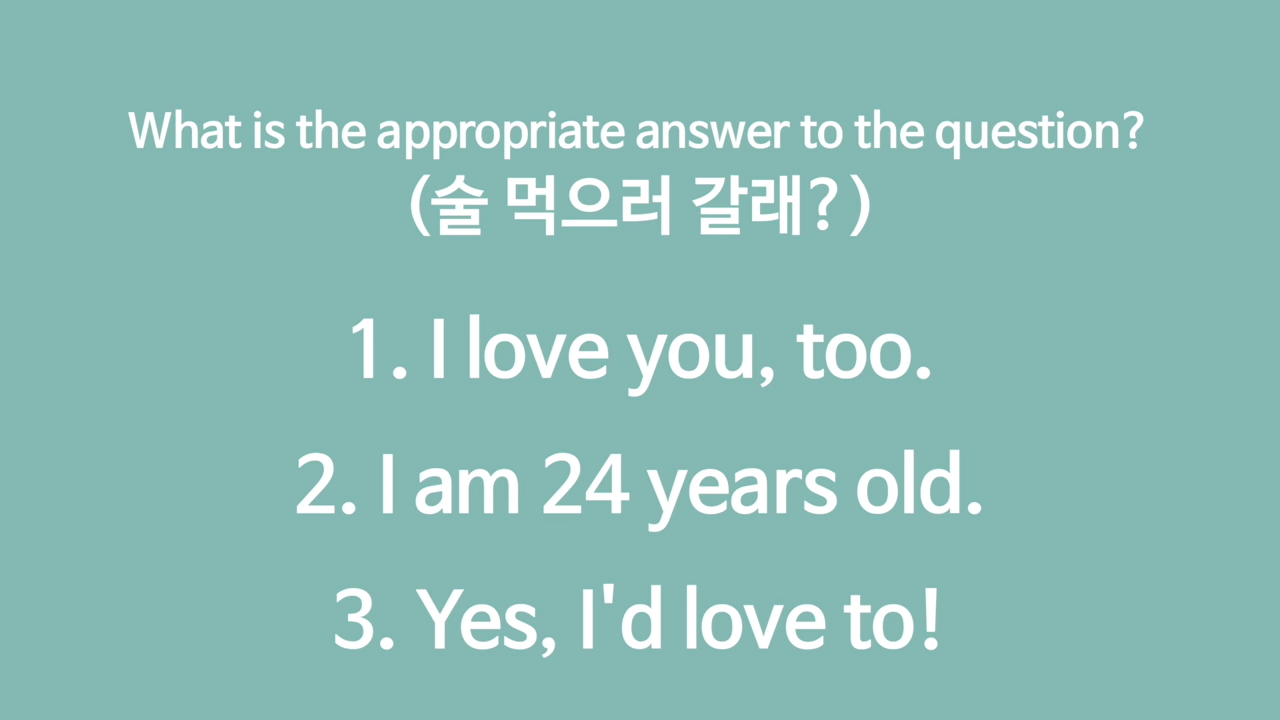 What is the appropriate answer to the question?
(술 먹으러 갈래?)
1. I love you, too.
2. I am 24 years old.
3. Yes, I'd love to!